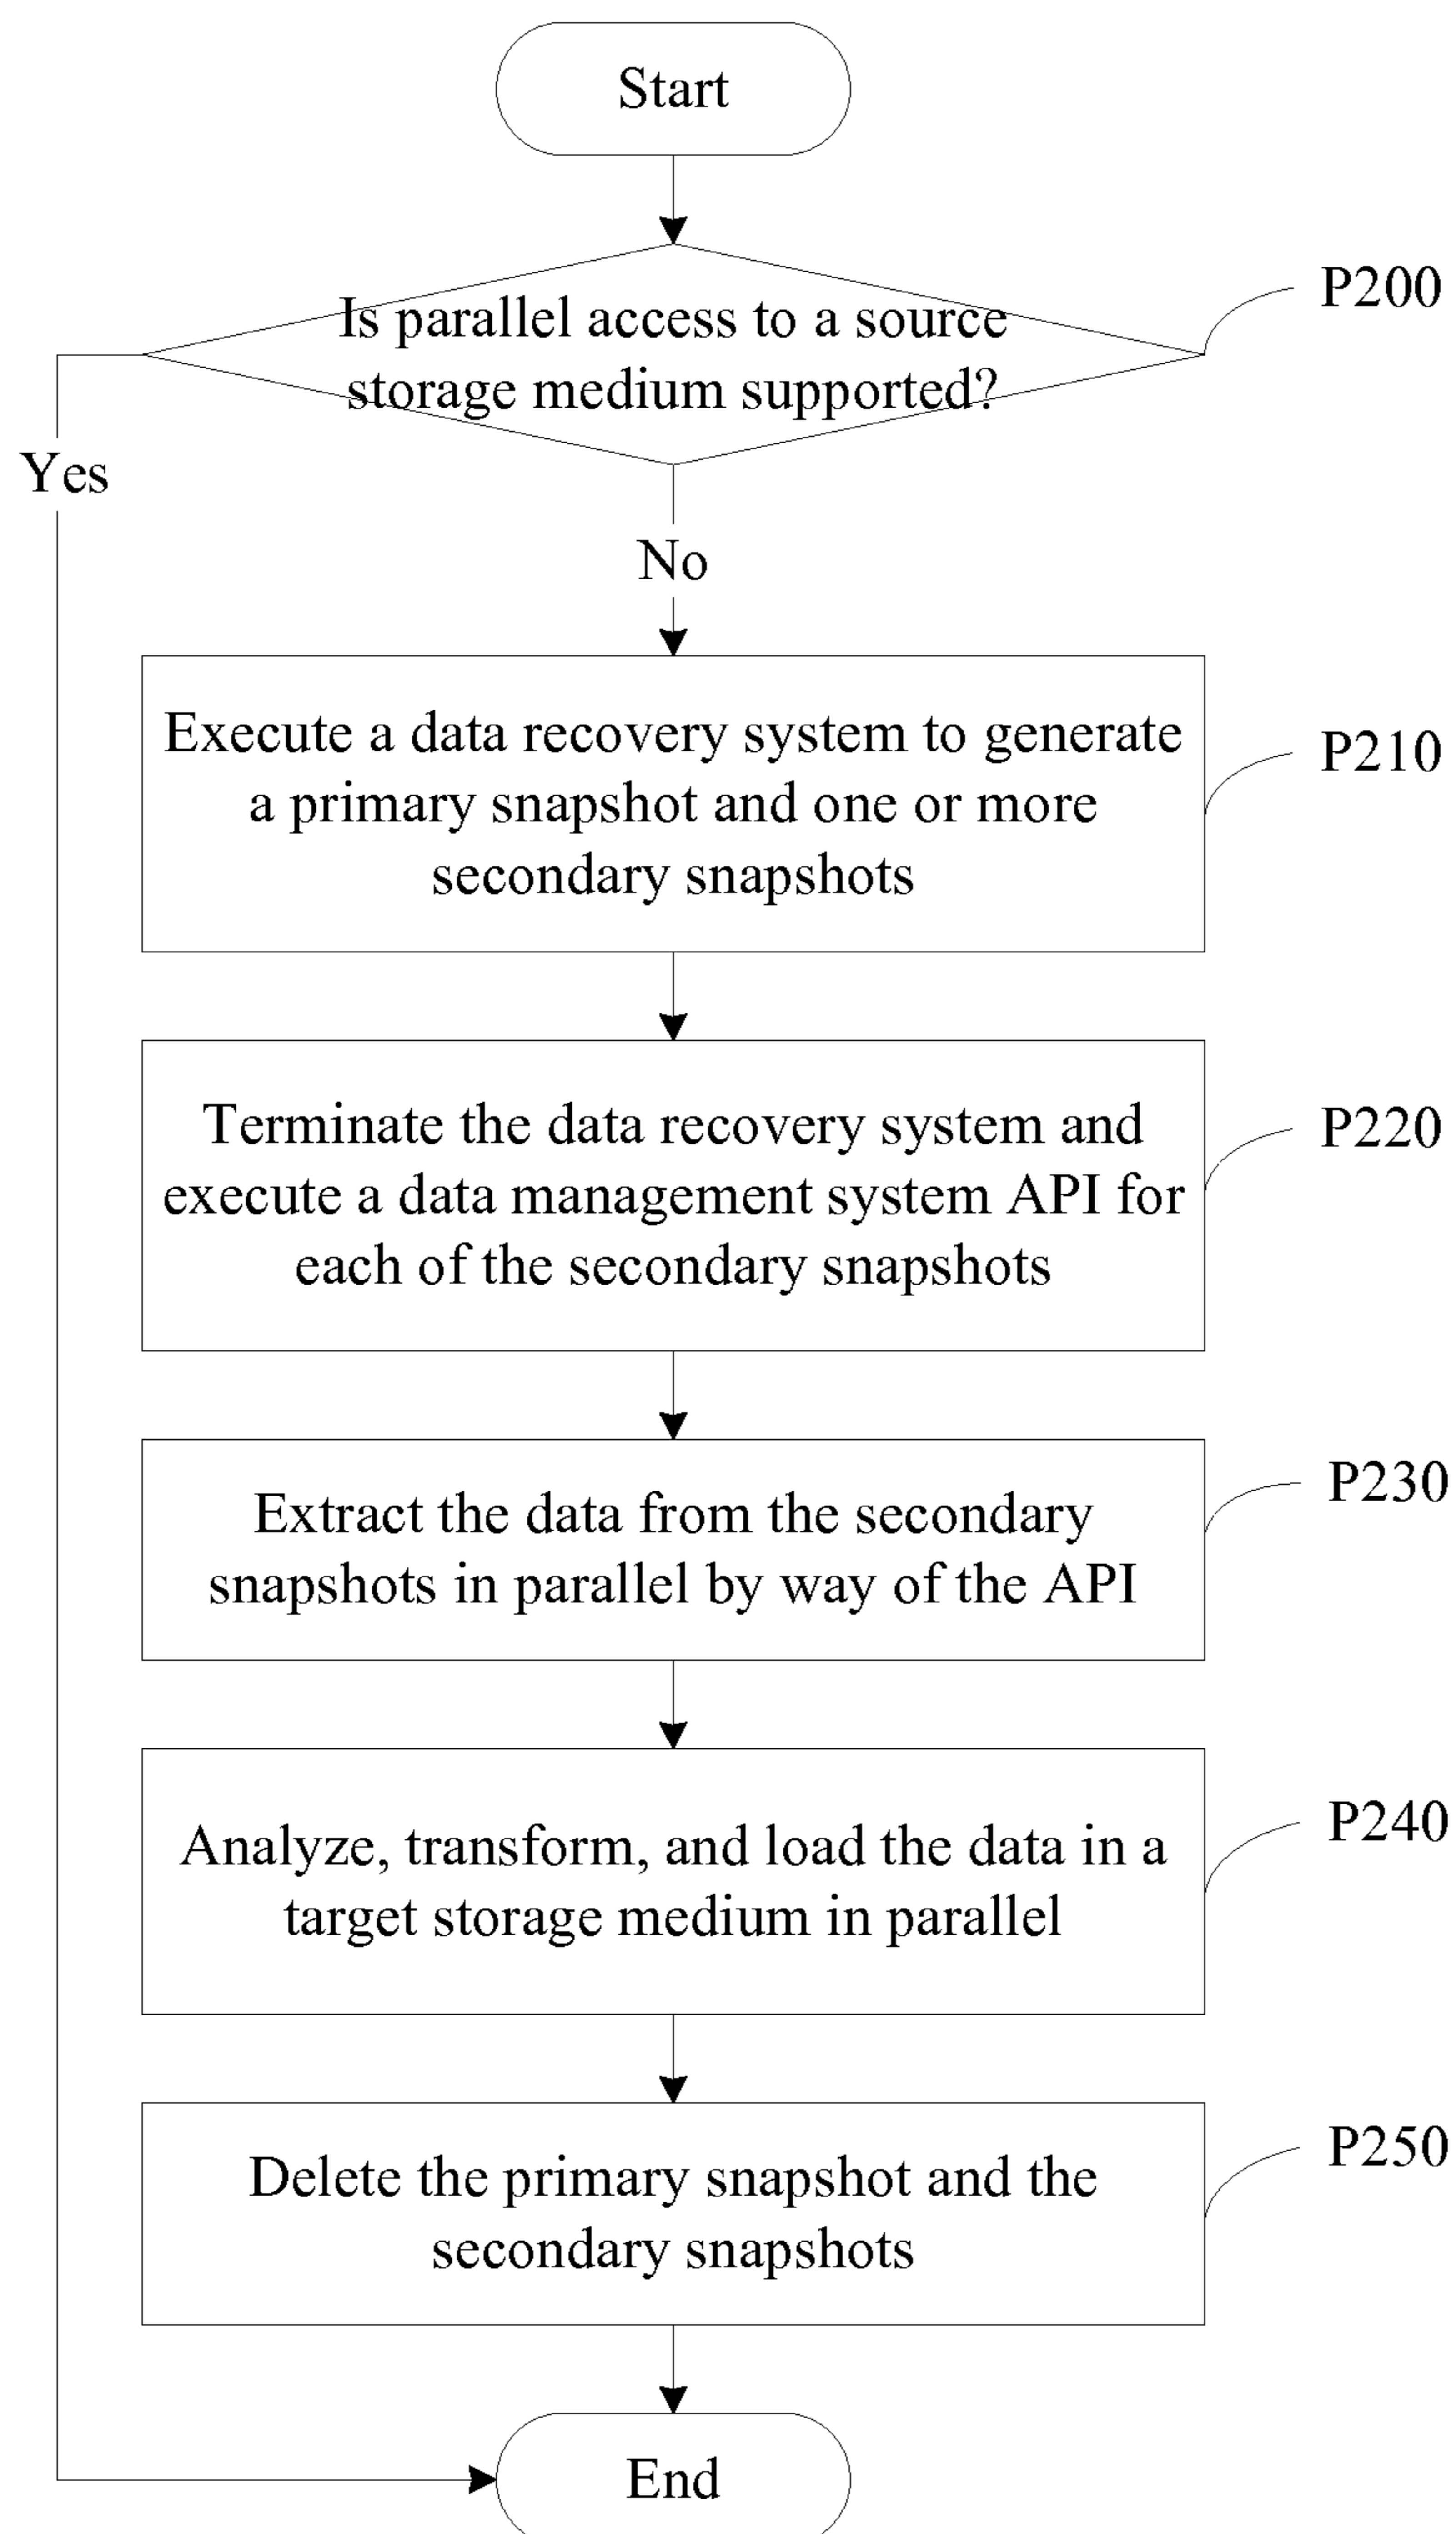 Start
Is parallel access to a source
storage medium supported?
P200
Yes
No
Execute a data recovery system to generate
a primary snapshot and one or more
secondary snapshots
P210
Terminate the data recovery system and
execute a data management system API for
each of the secondary snapshots
P220
Extract the data from the secondary
snapshots in parallel by way of the API
P230
Analyze, transform, and load the data in a
target storage medium in parallel
P240
Delete the primary snapshot and the
secondary snapshots
P250
End